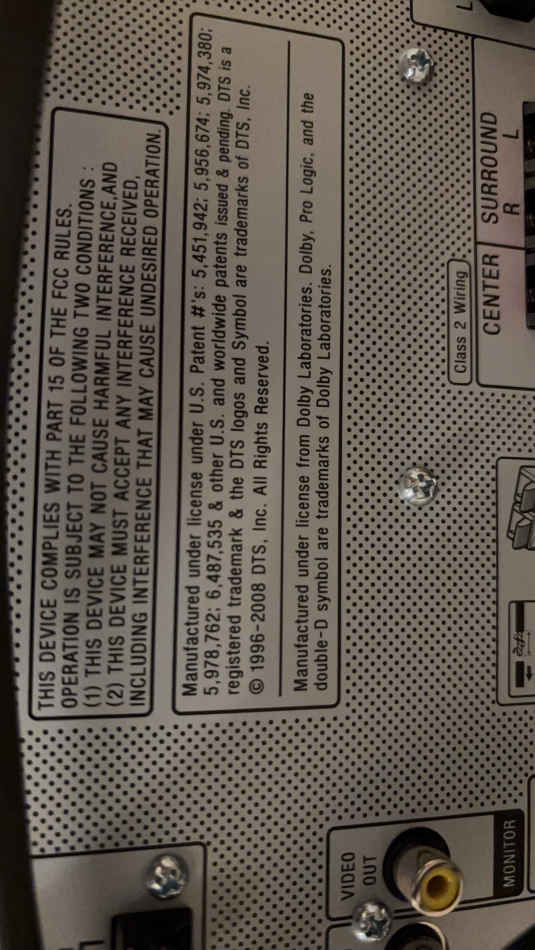 THIS DEVICE COMPLIES WITH PART 15 OF THE FCC RULES.
OPERATION IS SUBJECT TO THE FOLLOWING TWO CONDITIONS :
(1) THIS DEVICE MAY NOT CAUSE HARMFUL INTERFERENCE,AND
(2) THIS DEVICE MUST ACCEPT ANY INTERFERENCE RECEIVED,
INCLUDING INTERFERENCE THAT MAY CAUSE UNDESIRED OPERATION.
Manufactured under license under U.S. Patent #'s: 5,451,942; 5,956,674; 5,974,380;
5,978,762; 6,487,535 & other U.S. and worldwide patents issued & pending. DTS is a
registered trademark & the DTS logos and Symbol are trademarks of DTS, Inc.
© 1996-2008 DTS, Inc. All Rights Reserved.
Manufactured under license from Dolby Laboratories. Dolby, Pro Logic, and the
double-D symbol are trademarks of Dolby Laboratories.
Class 2 Wiring
CENTER
SURROUND
R L
L
VIDEO
OUT
MONITOR